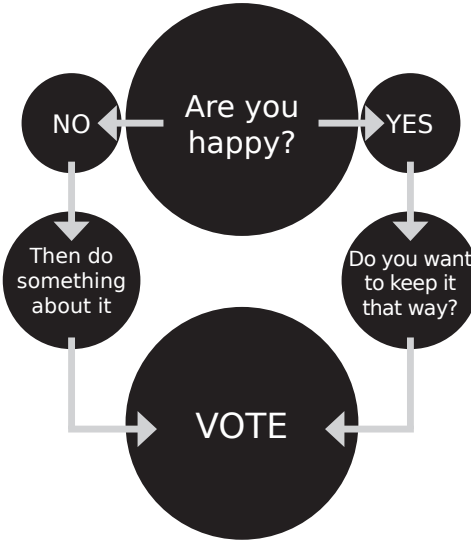 Are you
happy?
NO
YES
Then do
something
about it
Do you want
to keep it
that way?
VOTE